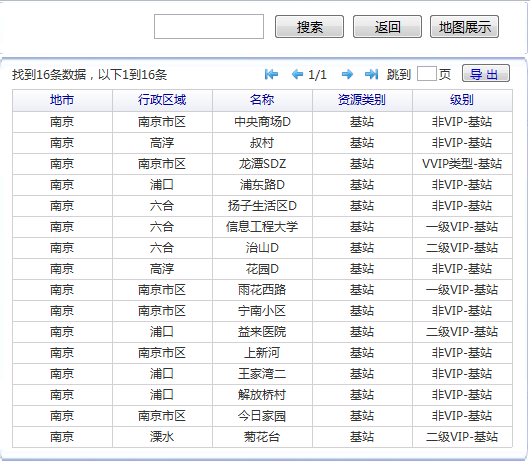 搜索 返回 地图展示
找到16条数据，以下1到16条 1/1 跳到 页 导 出
地市 行政区域 名称 资源类别 级别
南京 南京市区 中央商场D 基站 非VIP-基站
南京 高淳 叔村 基站 非VIP-基站
南京 南京市区 龙潭SDZ 基站 VVIP类型-基站
南京 浦口 浦东路D 基站 非VIP-基站
南京 六合 扬子生活区D 基站 非VIP-基站
南京 六合 信息工程大学 基站 一级VIP-基站
南京 六合 治山D 基站 二级VIP-基站
南京 高淳 花园D 基站 非VIP-基站
南京 南京市区 雨花西路 基站 一级VIP-基站
南京 南京市区 宁南小区 基站 非VIP-基站
南京 浦口 益来医院 基站 二级VIP-基站
南京 南京市区 上新河 基站 非VIP-基站
南京 浦口 王家湾二 基站 非VIP-基站
南京 浦口 解放桥村 基站 非VIP-基站
南京 南京市区 今日家园 基站 非VIP-基站
南京 溧水 菊花台 基站 二级VIP-基站